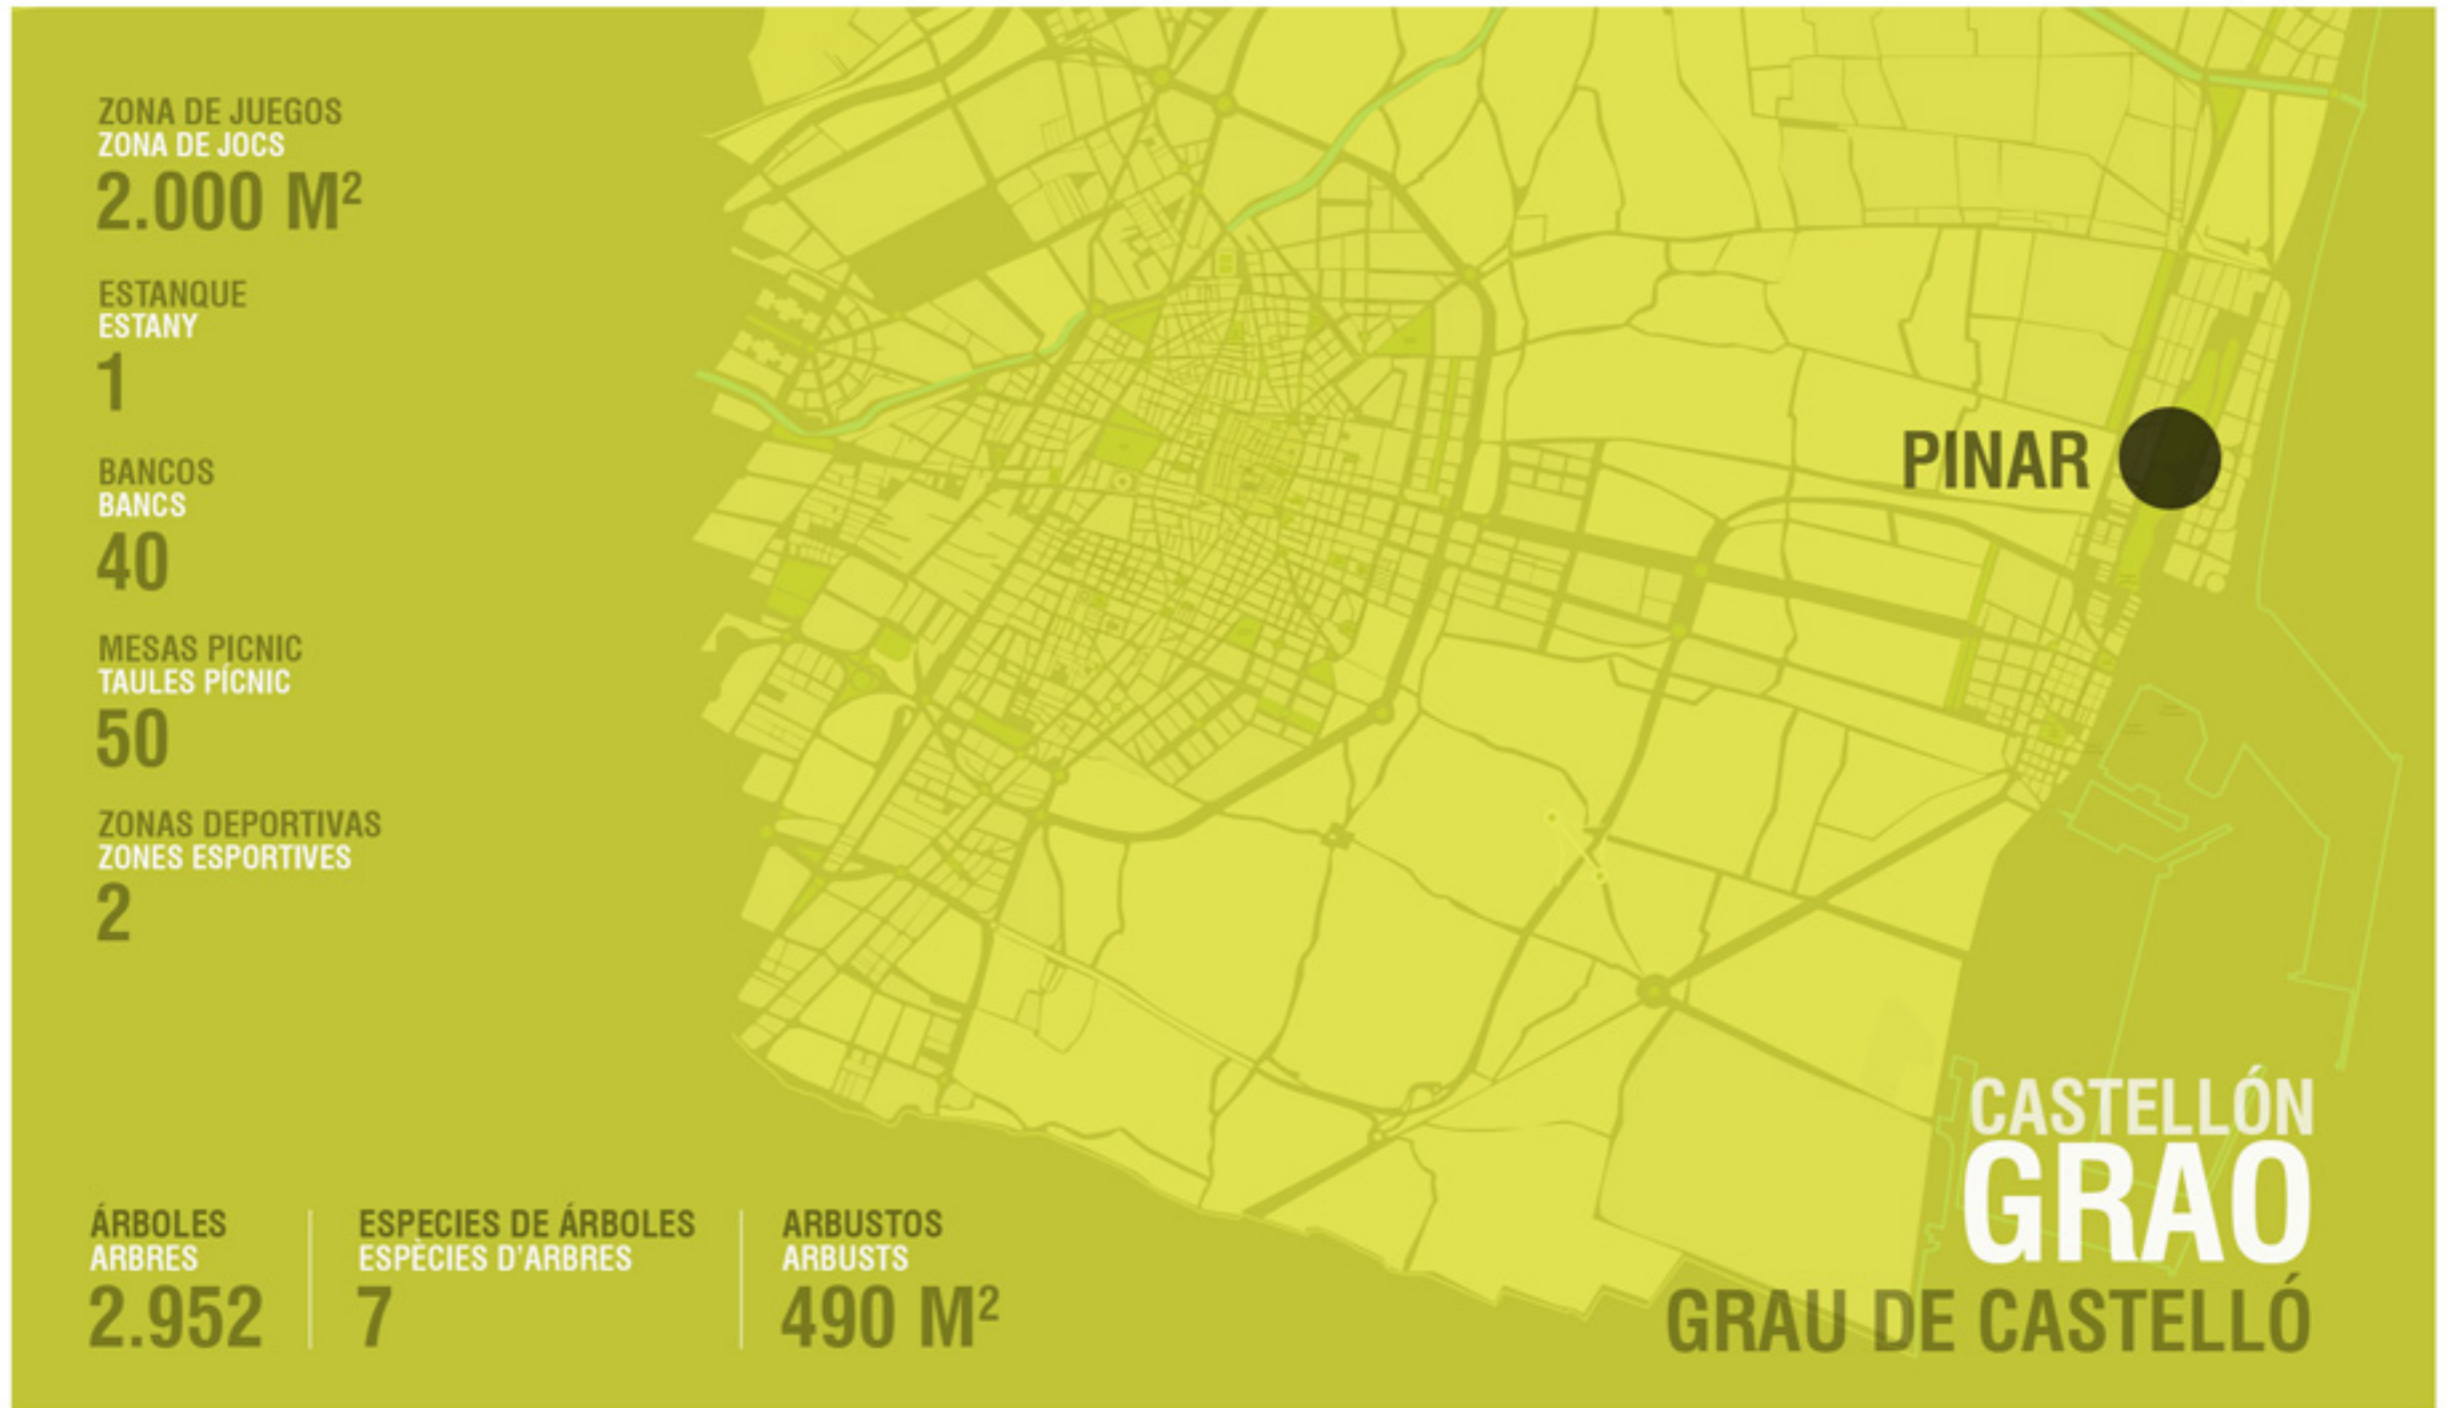 ZONA DE JUEGOS
ZONA DE JOCS
2.000 M²
ESTANQUE
ESTANY
1
BANCOS
BANCS
40
MESAS PICNIC
TAULES PÍCNIC
50
ZONAS DEPORTIVAS
ZONES ESPORTIVES
2
PINAR
ÁRBOLES
ARBRES
2.952
ESPECIES DE ÁRBOLES
ESPÈCIES D'ARBRES
7
ARBUSTOS
ARBUSTS
490 M²
CASTELLÓN
GRAO
GRAU DE CASTELLÓ